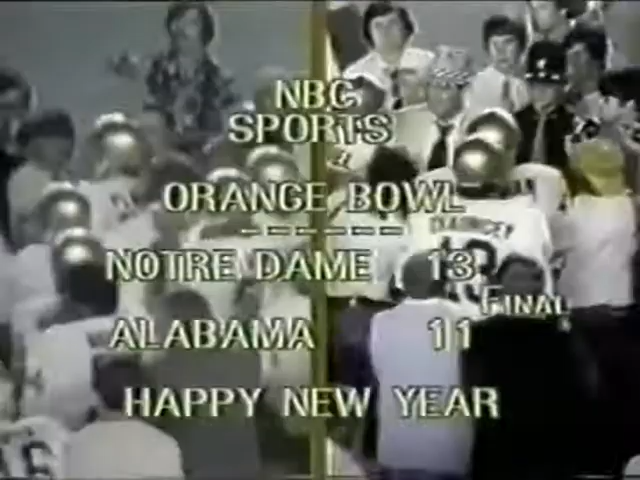 NBC
SPORTS
ORANGE BOWL
- - - - - - - -
NOTRE DAME 13
FINAL
ALABAMA 11
HAPPY NEW YEAR